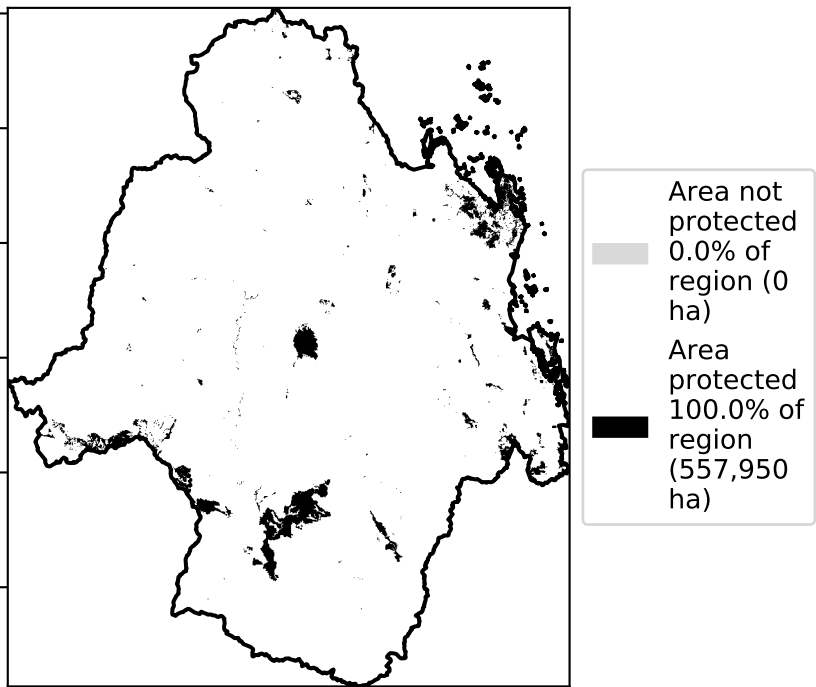 Area not
protected
0.0% of
region (0
ha)
Area
protected
100.0% of
region
(557,950
ha)